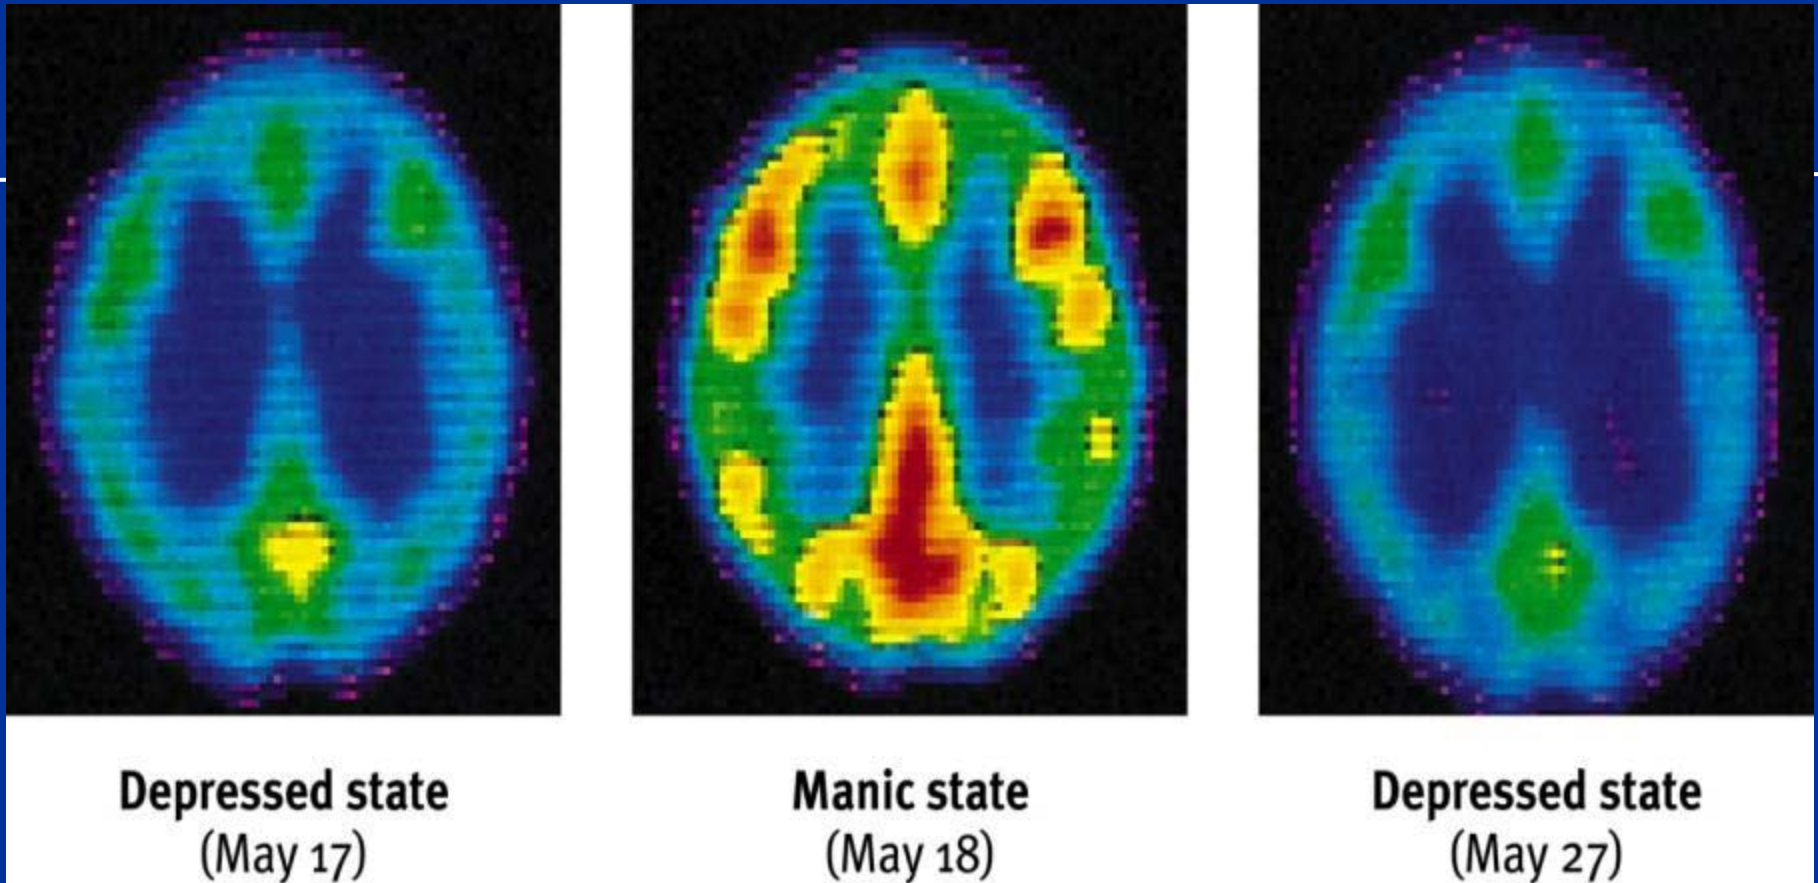 Depressed state
(May 17)
Manic state
(May 18)
Depressed state
(May 27)